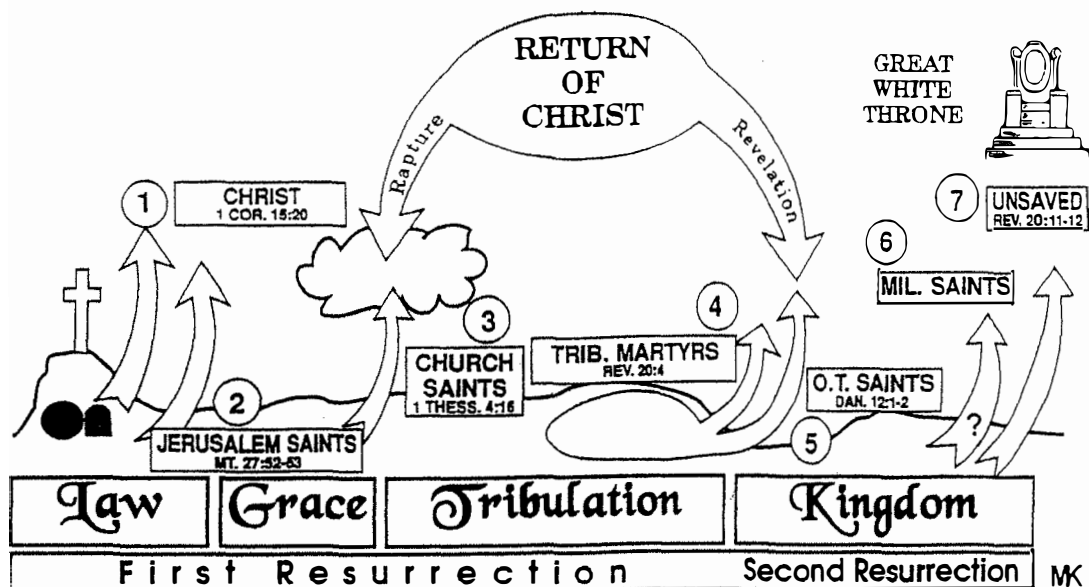 RETURN
OF
CHRIST
Rapture
Revelation
GREAT
WHITE
THRONE
1
CHRIST
1 COR. 15:20
7
UNSAVED
REV. 20:11-12
6
MIL. SAINTS
3
CHURCH
SAINTS
1 THESS. 4:16
4
TRIB. MARTYRS
REV. 20:4
O.T. SAINTS
DAN. 12:1-2
2
JERUSALEM SAINTS
MT. 27:52-53
5
?
Law
Grace
Tribulation
Kingdom
First Resurrection
Second Resurrection
MK